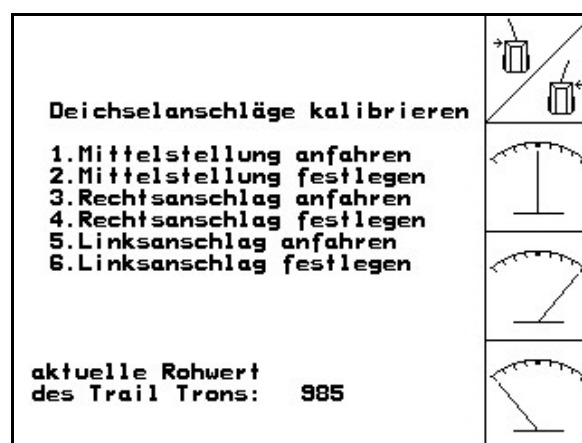 Deichselanschläge kalibrieren
1.Mittelstellung anfahren
2.Mittelstellung festlegen
3.Rechtsanschlag anfahren
4.Rechtsanschlag festlegen
5.Linksanschlag anfahren
6.Linksanschlag festlegen
aktuelle Rohwert
des Trail Trons: 985